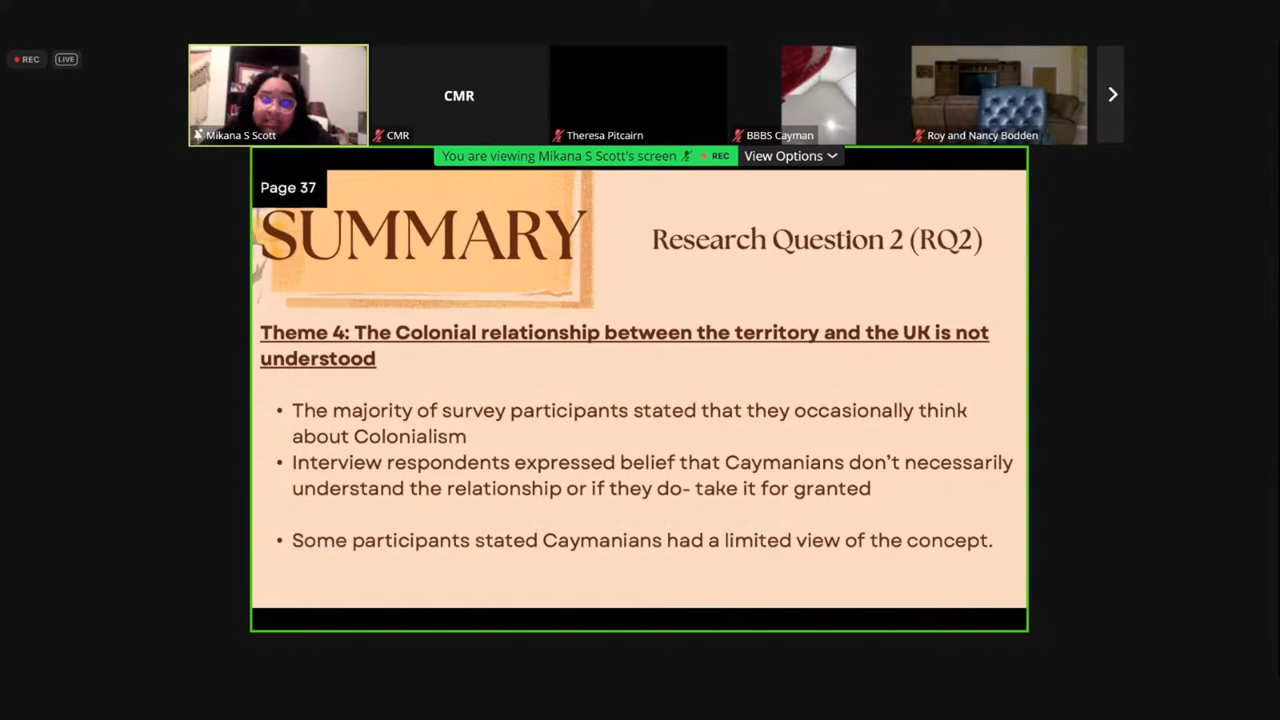 REC
LIVE
CMR
Mikana S Scott
CMR
Theresa Pitcairn
BBBS Cayman
Roy and Nancy Bodden
You are viewing Mikana S Scott's screen
REC
View Options
Page 37
SUMMARY
Research Question 2 (RQ2)
Theme 4: The Colonial relationship between the territory and the UK is not
understood
• The majority of survey participants stated that they occasionally think
about Colonialism
• Interview respondents expressed belief that Caymanians don't necessarily
understand the relationship or if they do- take it for granted
• Some participants stated Caymanians had a limited view of the concept.